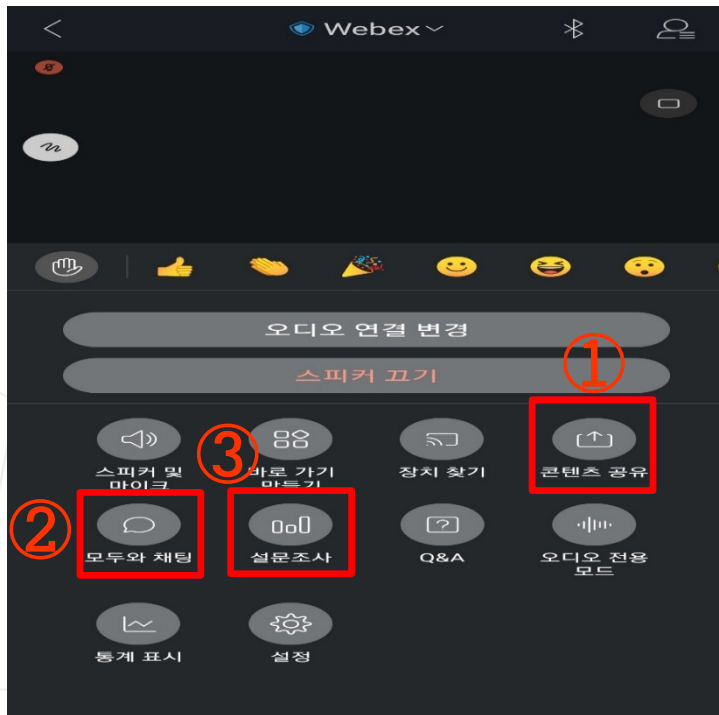 Webex
오디오 연결 변경
스피커 끄기
①
③
스피커 및
마이크
바로 가기
만들기
장치 찾기
콘텐츠 공유
②
모두와 채팅
설문조사
Q&A
오디오 전용
모드
통계 표시
설정